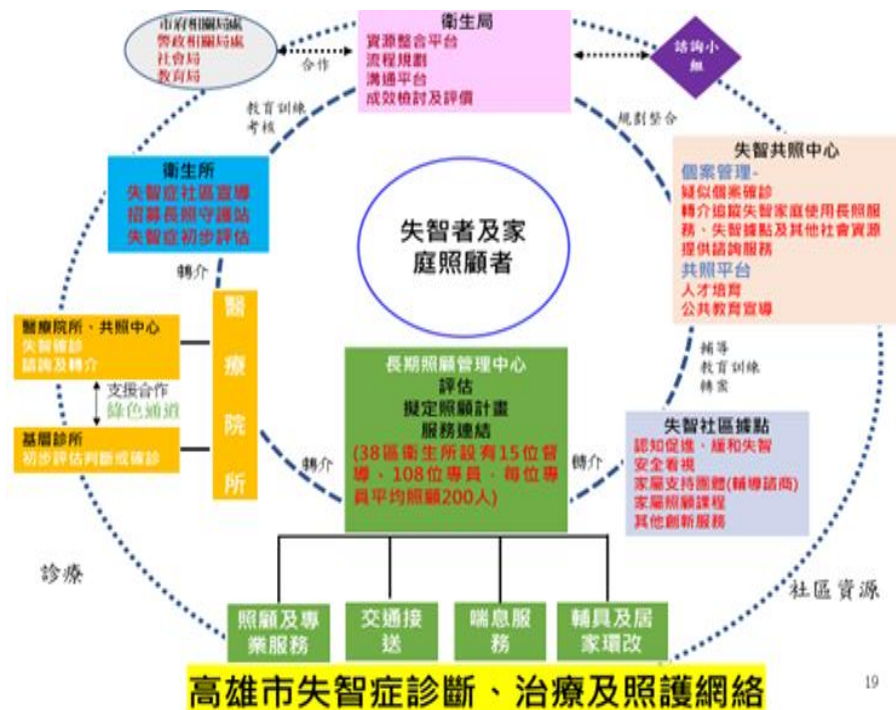 市府相關局處
警政相關局處
社會局
教育局
合作
衛生局
資源整合平台
流程規劃
溝通平台
成效檢討及評價
諮詢小
組
教育訓練
考核
規劃整合
衛生所
失智症社區宣導
招募長照守護站
失智症初步評估
失智者及家
庭照顧者
失智共照中心
個案管理-
疑似個案確診
轉介追蹤失智家庭使用長照服
務、失智據點及其他社會資源
提供諮詢服務
共照平台
人才培育
公共教育宣導
轉介
醫
療
院
所
醫療院所、共照中心
失智確診
諮詢及轉介
支援合作
綠色通道
基層診所
初步評估判斷或確診
轉介
長期照顧管理中心
評估
擬定照顧計畫
服務連結
(38區衛生所設有15位督
導、108位專員，每位專
員平均照顧200人)
轉介
輔導
教育訓練
轉案
失智社區據點
認知促進、緩和失智
安全看視
家屬支持團體(輔導諮商)
家屬照顧課程
其他創新服務
診療
社區資源
照顧及專
業服務
交通接
送
喘息服
務
輔具及居
家環改
高雄市失智症診斷、治療及照護網絡
19